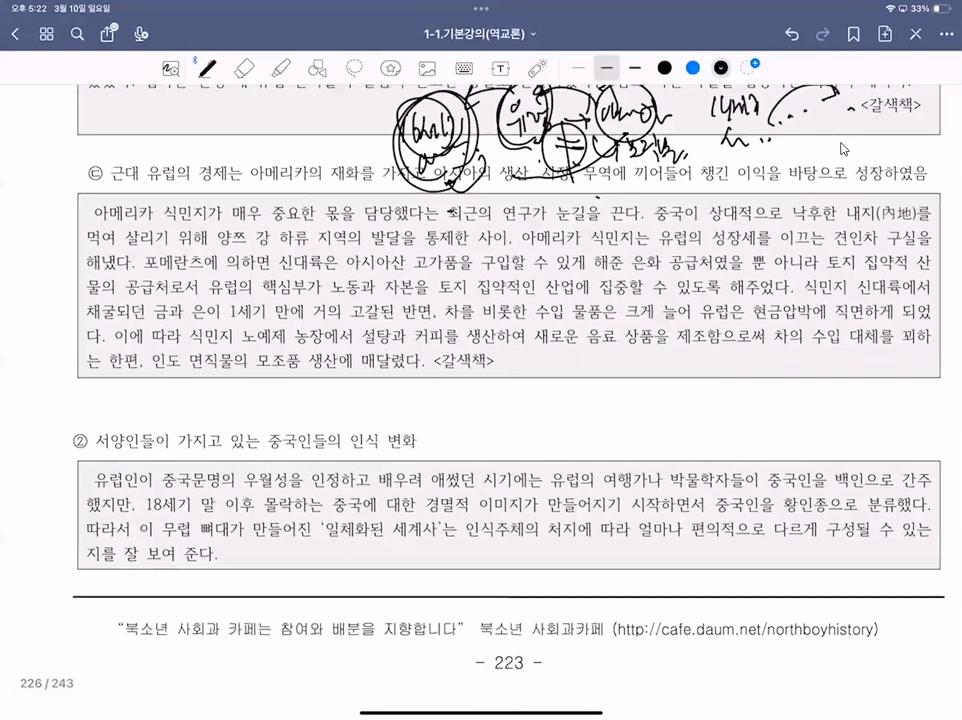 오후 5:22 3월 10일 일요일
33%
1-1.기본강의(역교론)
<갈색책>
㉢ 근대 유럽의 경제는 아메리카의 재화를 가지고 아시아의 생산, 시장, 무역에 끼어들어 챙긴 이익을 바탕으로 성장하였음
아메리카 식민지가 매우 중요한 몫을 담당했다는 최근의 연구가 눈길을 끈다. 중국이 상대적으로 낙후한 내지(內地)를
먹여 살리기 위해 양쯔 강 하류 지역의 발달을 통제한 사이, 아메리카 식민지는 유럽의 성장세를 이끄는 견인차 구실을
해냈다. 포메란츠에 의하면 신대륙은 아시아산 고가품을 구입할 수 있게 해준 은화 공급처였을 뿐 아니라 토지 집약적 산
물의 공급처로서 유럽의 핵심부가 노동과 자본을 토지 집약적인 산업에 집중할 수 있도록 해주었다. 식민지 신대륙에서
채굴되던 금과 은이 1세기 만에 거의 고갈된 반면, 차를 비롯한 수입 물품은 크게 늘어 유럽은 현금압박에 직면하게 되었
다. 이에 따라 식민지 노예제 농장에서 설탕과 커피를 생산하여 새로운 음료 상품을 제조함으로써 차의 수입 대체를 꾀하
는 한편, 인도 면직물의 모조품 생산에 매달렸다. <갈색책>
② 서양인들이 가지고 있는 중국인들의 인식 변화
유럽인이 중국문명의 우월성을 인정하고 배우려 애썼던 시기에는 유럽의 여행가나 박물학자들이 중국인을 백인으로 간주
했지만, 18세기 말 이후 몰락하는 중국에 대한 경멸적 이미지가 만들어지기 시작하면서 중국인을 황인종으로 분류했다.
따라서 이 무렵 뼈대가 만들어진 ‘일체화된 세계사’는 인식주체의 처지에 따라 얼마나 편의적으로 다르게 구성될 수 있는
지를 잘 보여 준다.
“북소년 사회과 카페는 참여와 배분을 지향합니다” 북소년 사회과카페 (http://cafe.daum.net/northboyhistory)
- 223 -
226 / 243